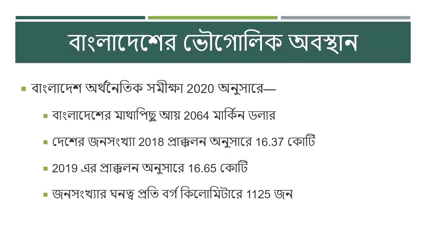 বাংলাদেশের ভৌগোলিক অবস্থান
বাংলাদেশ অর্থনৈতিক সমীক্ষা 2020 অনুসারে—
বাংলাদেশের মাথাপিছু আয় 2064 মার্কিন ডলার
দেশের জনসংখ্যা 2018 প্রাক্কলন অনুসারে 16.37 কোটি
2019 এর প্রাক্কলন অনুসারে 16.65 কোটি
জনসংখ্যার ঘনত্ব প্রতি বর্গ কিলোমিটারে 1125 জন